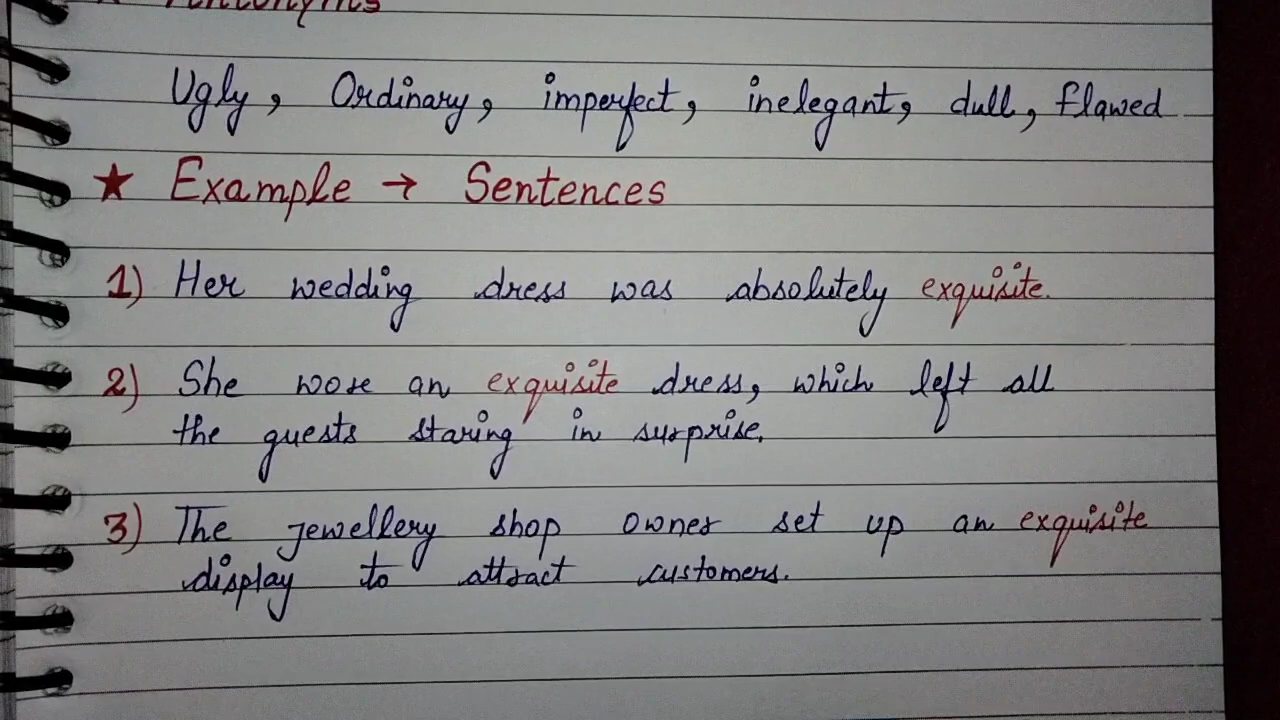 ★ Antonyms
Ugly, Ordinary, imperfect, inelegant, dull, flawed
★ Example → Sentences
1) Her wedding dress was absolutely exquisite.
2) She wore an exquisite dress, which left all
the guests staring in surprise.
3) The jewellery shop owner set up an exquisite
display to attract customers.